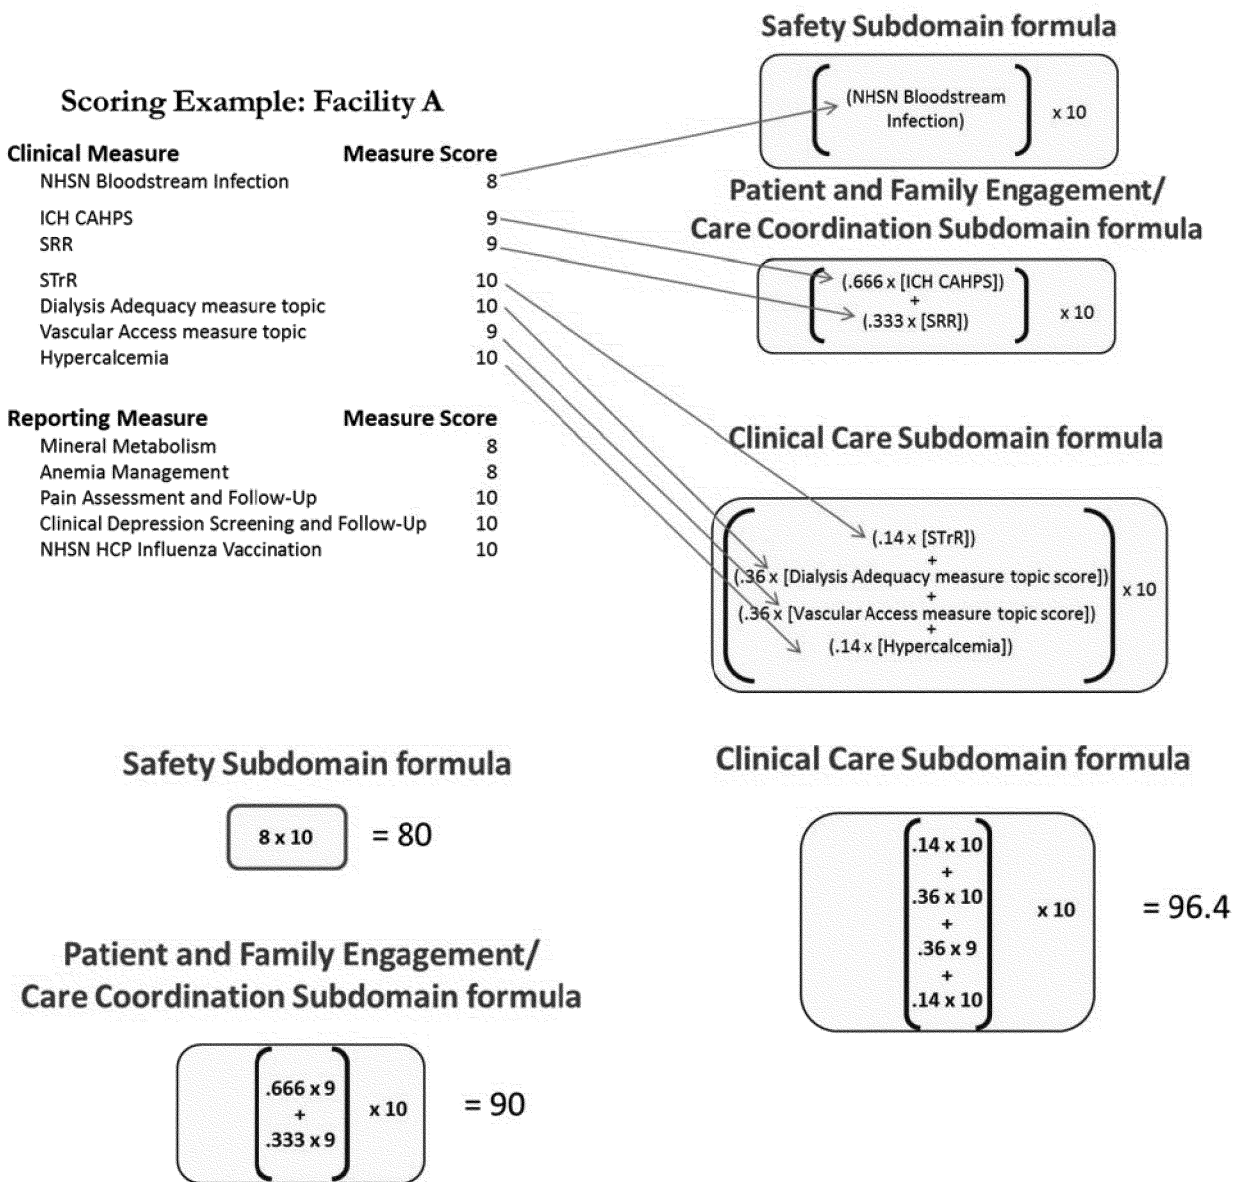 Scoring Example: Facility A
Clinical Measure Measure Score
NHSN Bloodstream Infection 8
ICH CAHPS 9
SRR 9
STrR 10
Dialysis Adequacy measure topic 10
Vascular Access measure topic 9
Hypercalcemia 10
Reporting Measure Measure Score
Mineral Metabolism 8
Anemia Management 8
Pain Assessment and Follow-Up 10
Clinical Depression Screening and Follow-Up 10
NHSN HCP Influenza Vaccination 10
Safety Subdomain formula
(NHSN Bloodstream
Infection)
x 10
Patient and Family Engagement/
Care Coordination Subdomain formula
(.666 x [ICH CAHPS])
+
(.333 x [SRR])
x 10
Clinical Care Subdomain formula
(.14 x [STrR])
+
(.36 x [Dialysis Adequacy measure topic score])
+
(.36 x [Vascular Access measure topic score])
+
(.14 x [Hypercalcemia])
x 10
Safety Subdomain formula
8 x 10 = 80
Patient and Family Engagement/
Care Coordination Subdomain formula
.666 x 9
+
.333 x 9
x 10 = 90
Clinical Care Subdomain formula
.14 x 10
+
.36 x 10
+
.36 x 9
+
.14 x 10
x 10 = 96.4